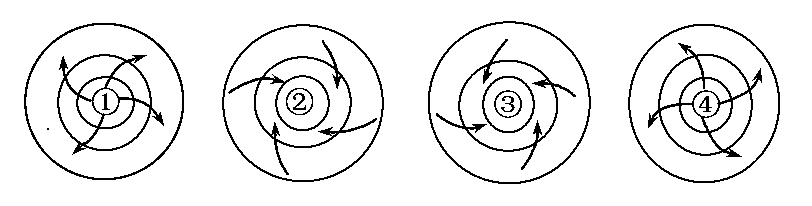 ① ② ③ ④